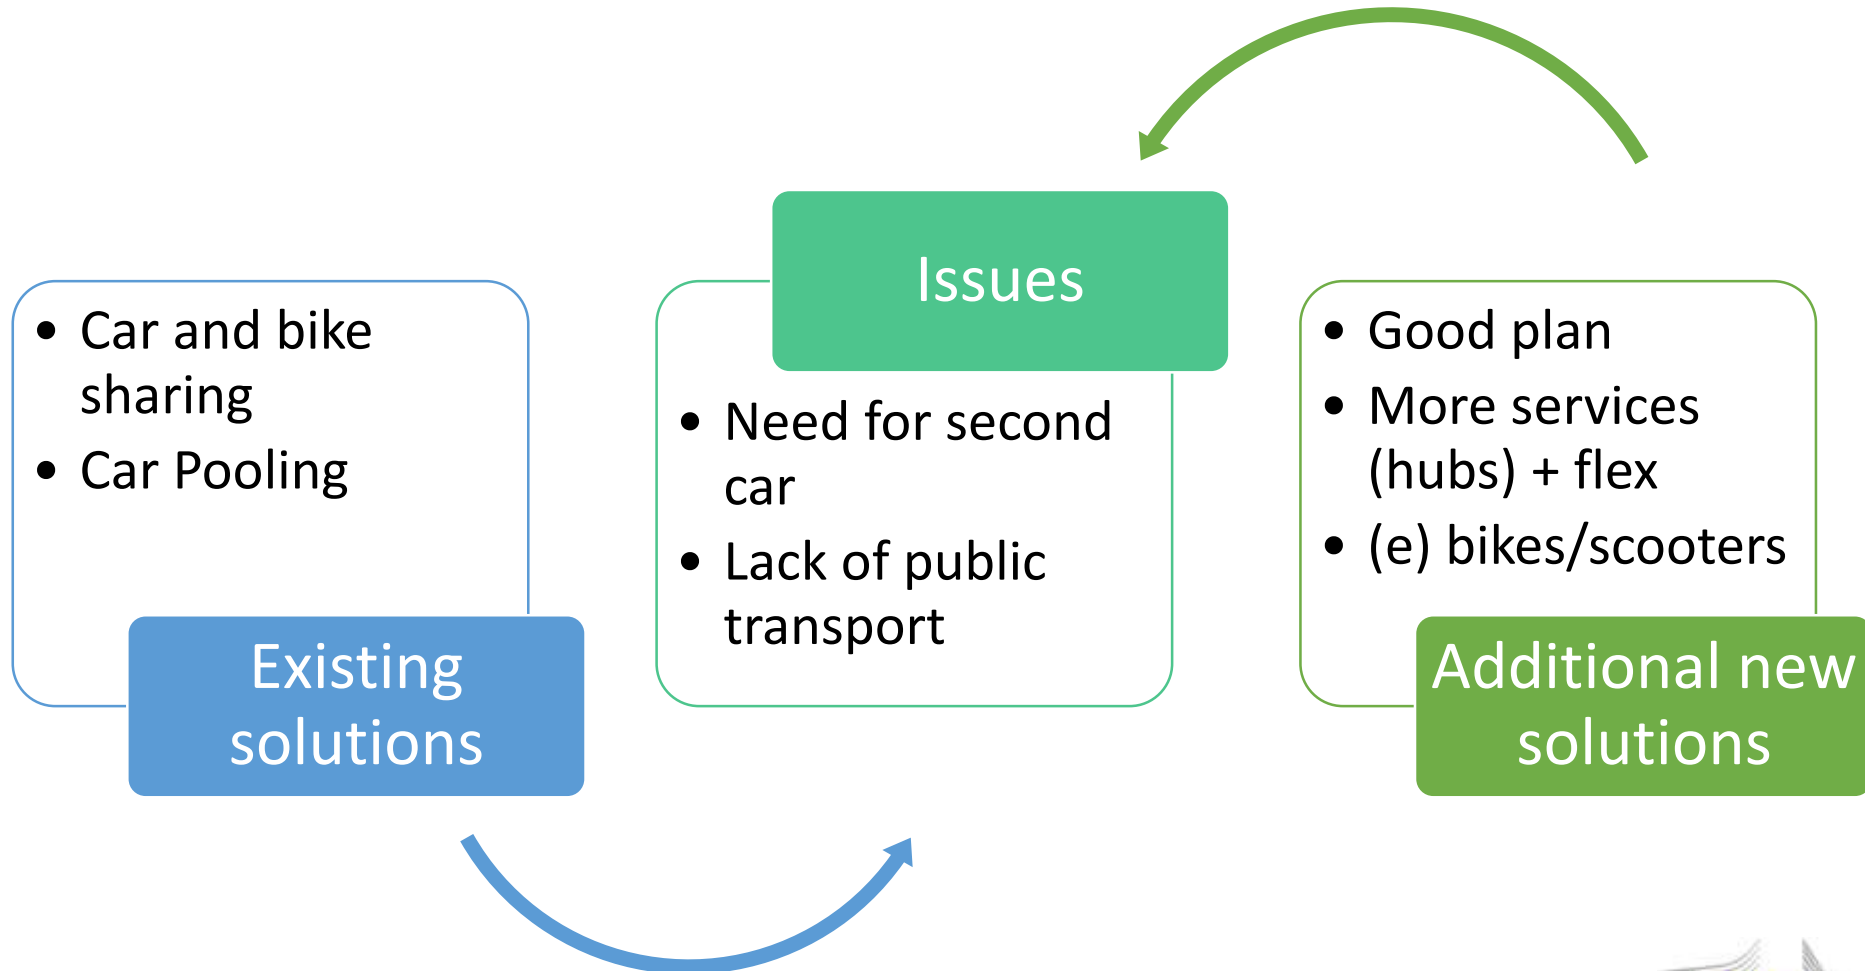 • Car and bike
sharing
• Car Pooling
Existing
solutions
Issues
• Need for second
car
• Lack of public
transport
• Good plan
• More services
(hubs) + flex
• (e) bikes/scooters
Additional new
solutions